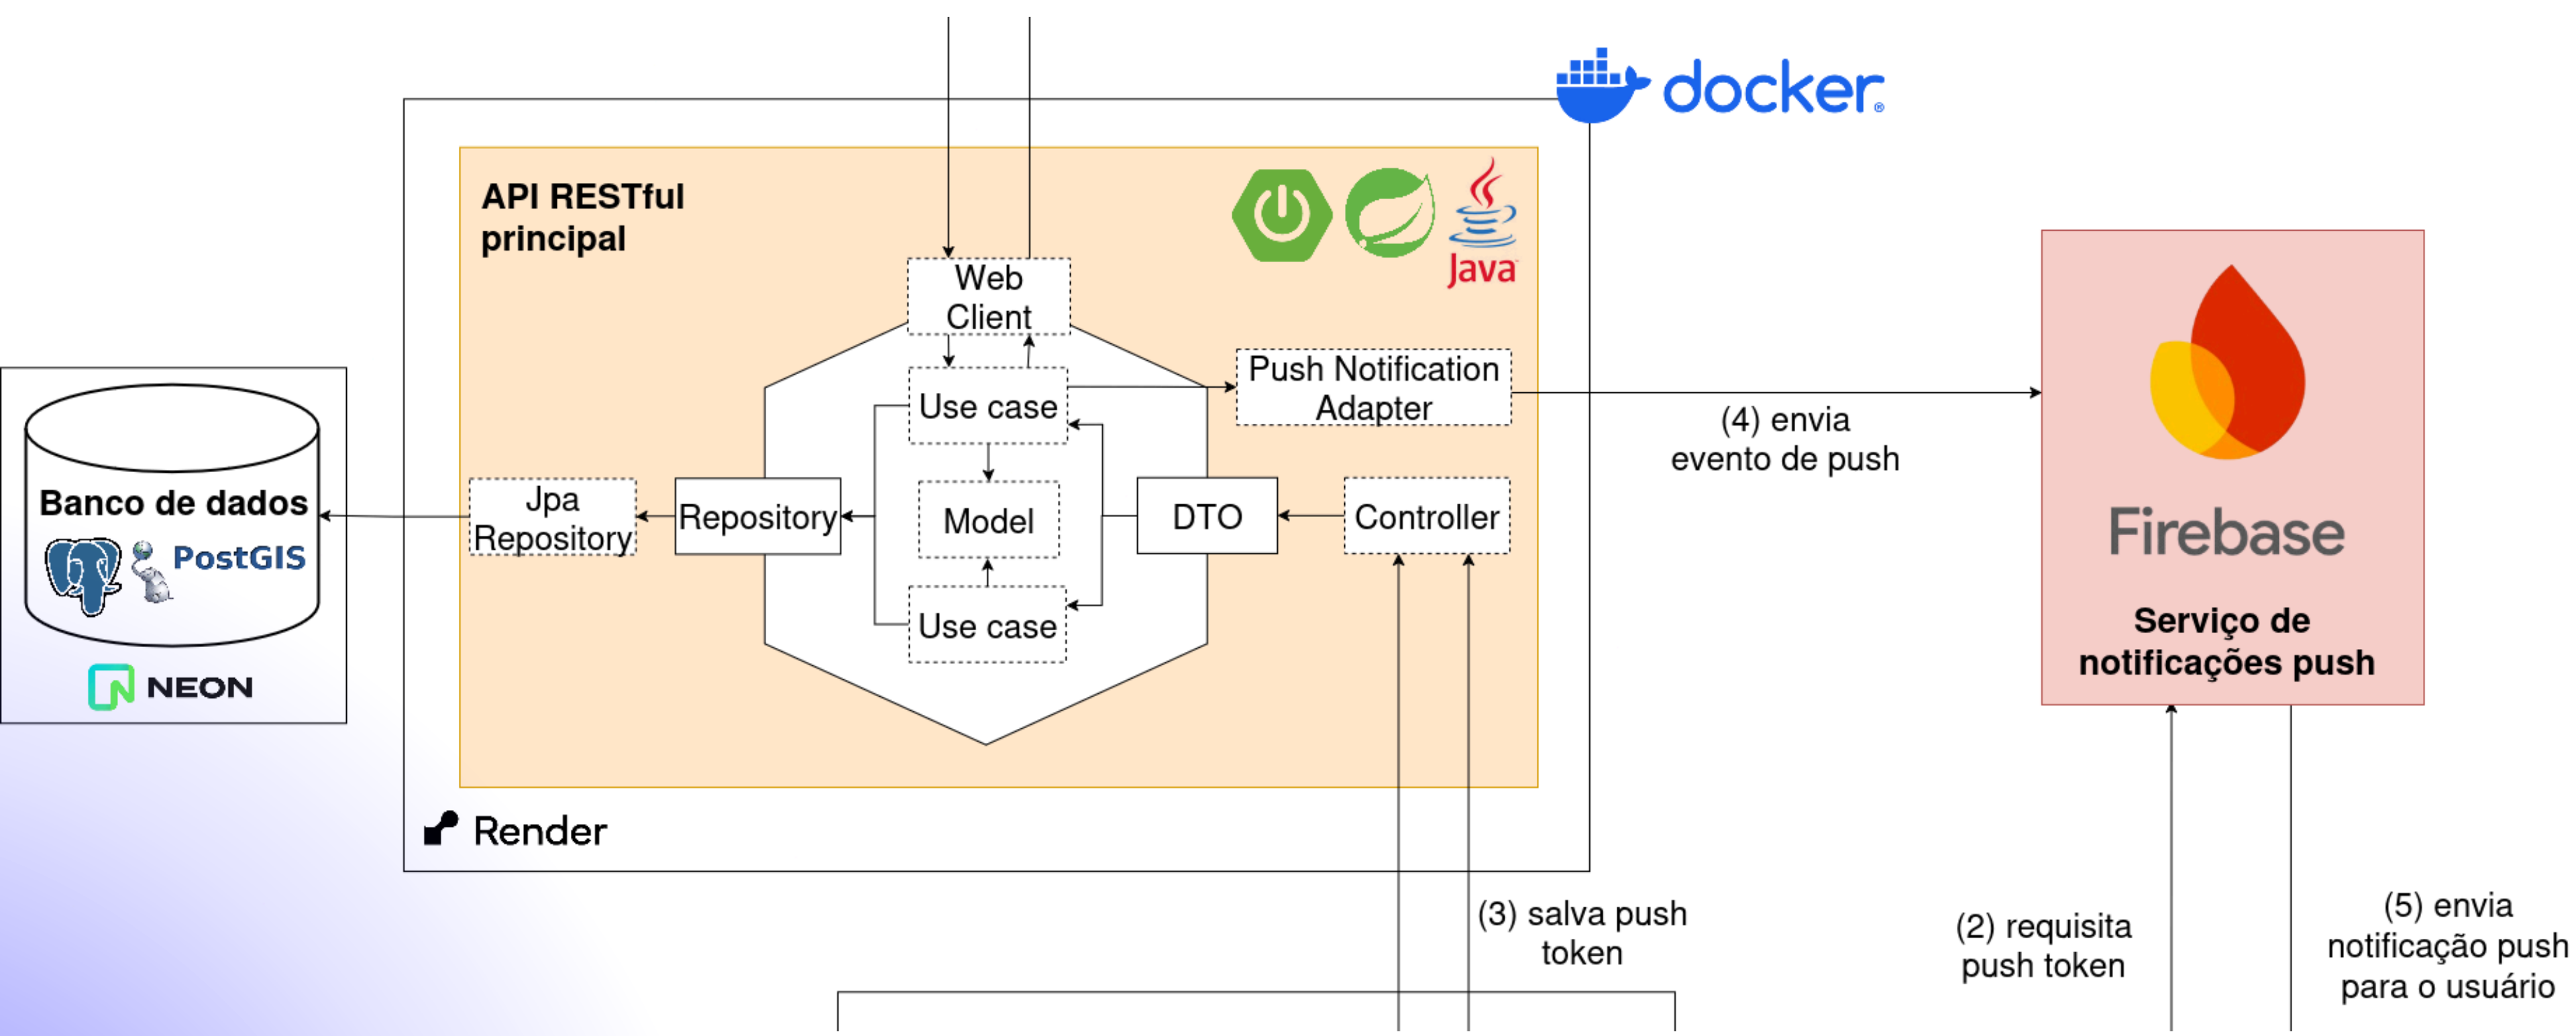 docker®
API RESTful
principal
Java
Web
Client
Push Notification
Adapter
Use case
(4) envia
evento de push
Banco de dados
PostGIS
NEON
Jpa
Repository
Repository
Model
DTO
Controller
Use case
Firebase
Serviço de
notificações push
Render
(3) salva push
token
(2) requisita
push token
(5) envia
notificação push
para o usuário